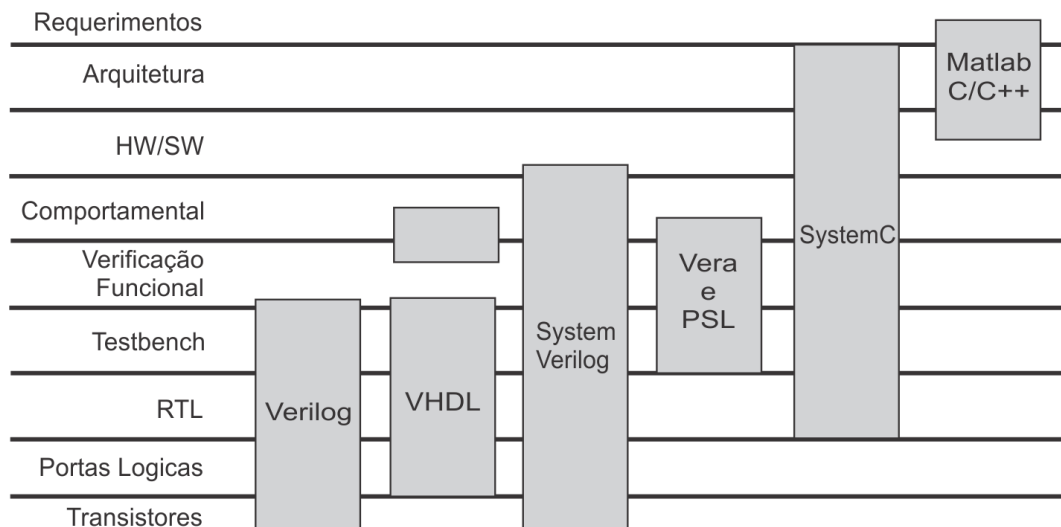 Requerimentos
Arquitetura
HW/SW
Comportamental
Verificação
Funcional
Testbench
RTL
Portas Logicas
Transistores
Verilog
VHDL
System
Verilog
Vera
e
PSL
SystemC
Matlab
C/C++